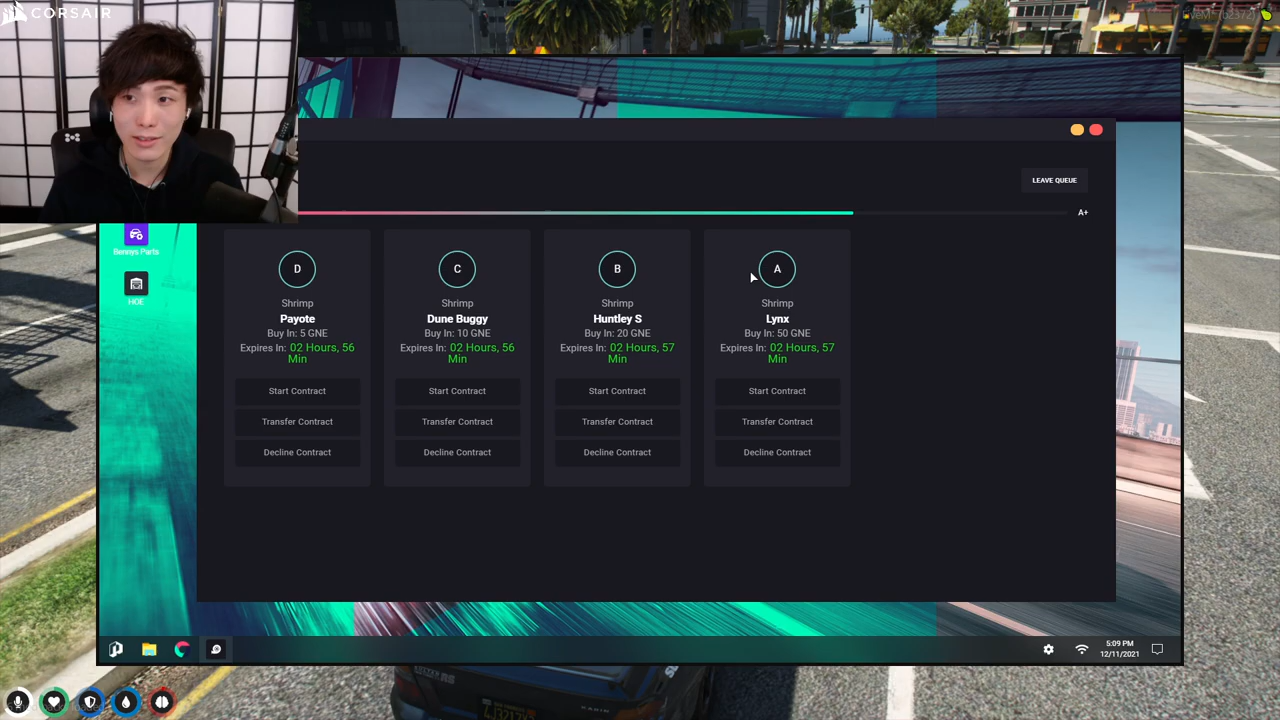 CORSAIR
LEAVE QUEUE
A+
Bennys Parts
HOE
D
Shrimp
Payote
Buy In: 5 GNE
Expires In: 02 Hours, 56
Min
Start Contract
Transfer Contract
Decline Contract
C
Shrimp
Dune Buggy
Buy In: 10 GNE
Expires In: 02 Hours, 56
Min
Start Contract
Transfer Contract
Decline Contract
B
Shrimp
Huntley S
Buy In: 20 GNE
Expires In: 02 Hours, 57
Min
Start Contract
Transfer Contract
Decline Contract
A
Shrimp
Lynx
Buy In: 50 GNE
Expires In: 02 Hours, 57
Min
Start Contract
Transfer Contract
Decline Contract
5:09 PM
12/11/2021